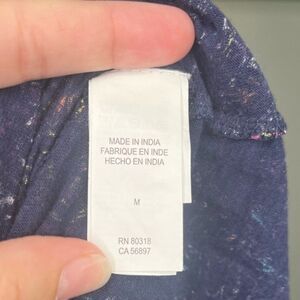 MADE IN INDIA
FABRIQUE EN INDE
HECHO EN INDIA
M
RN 80318
CA 56897